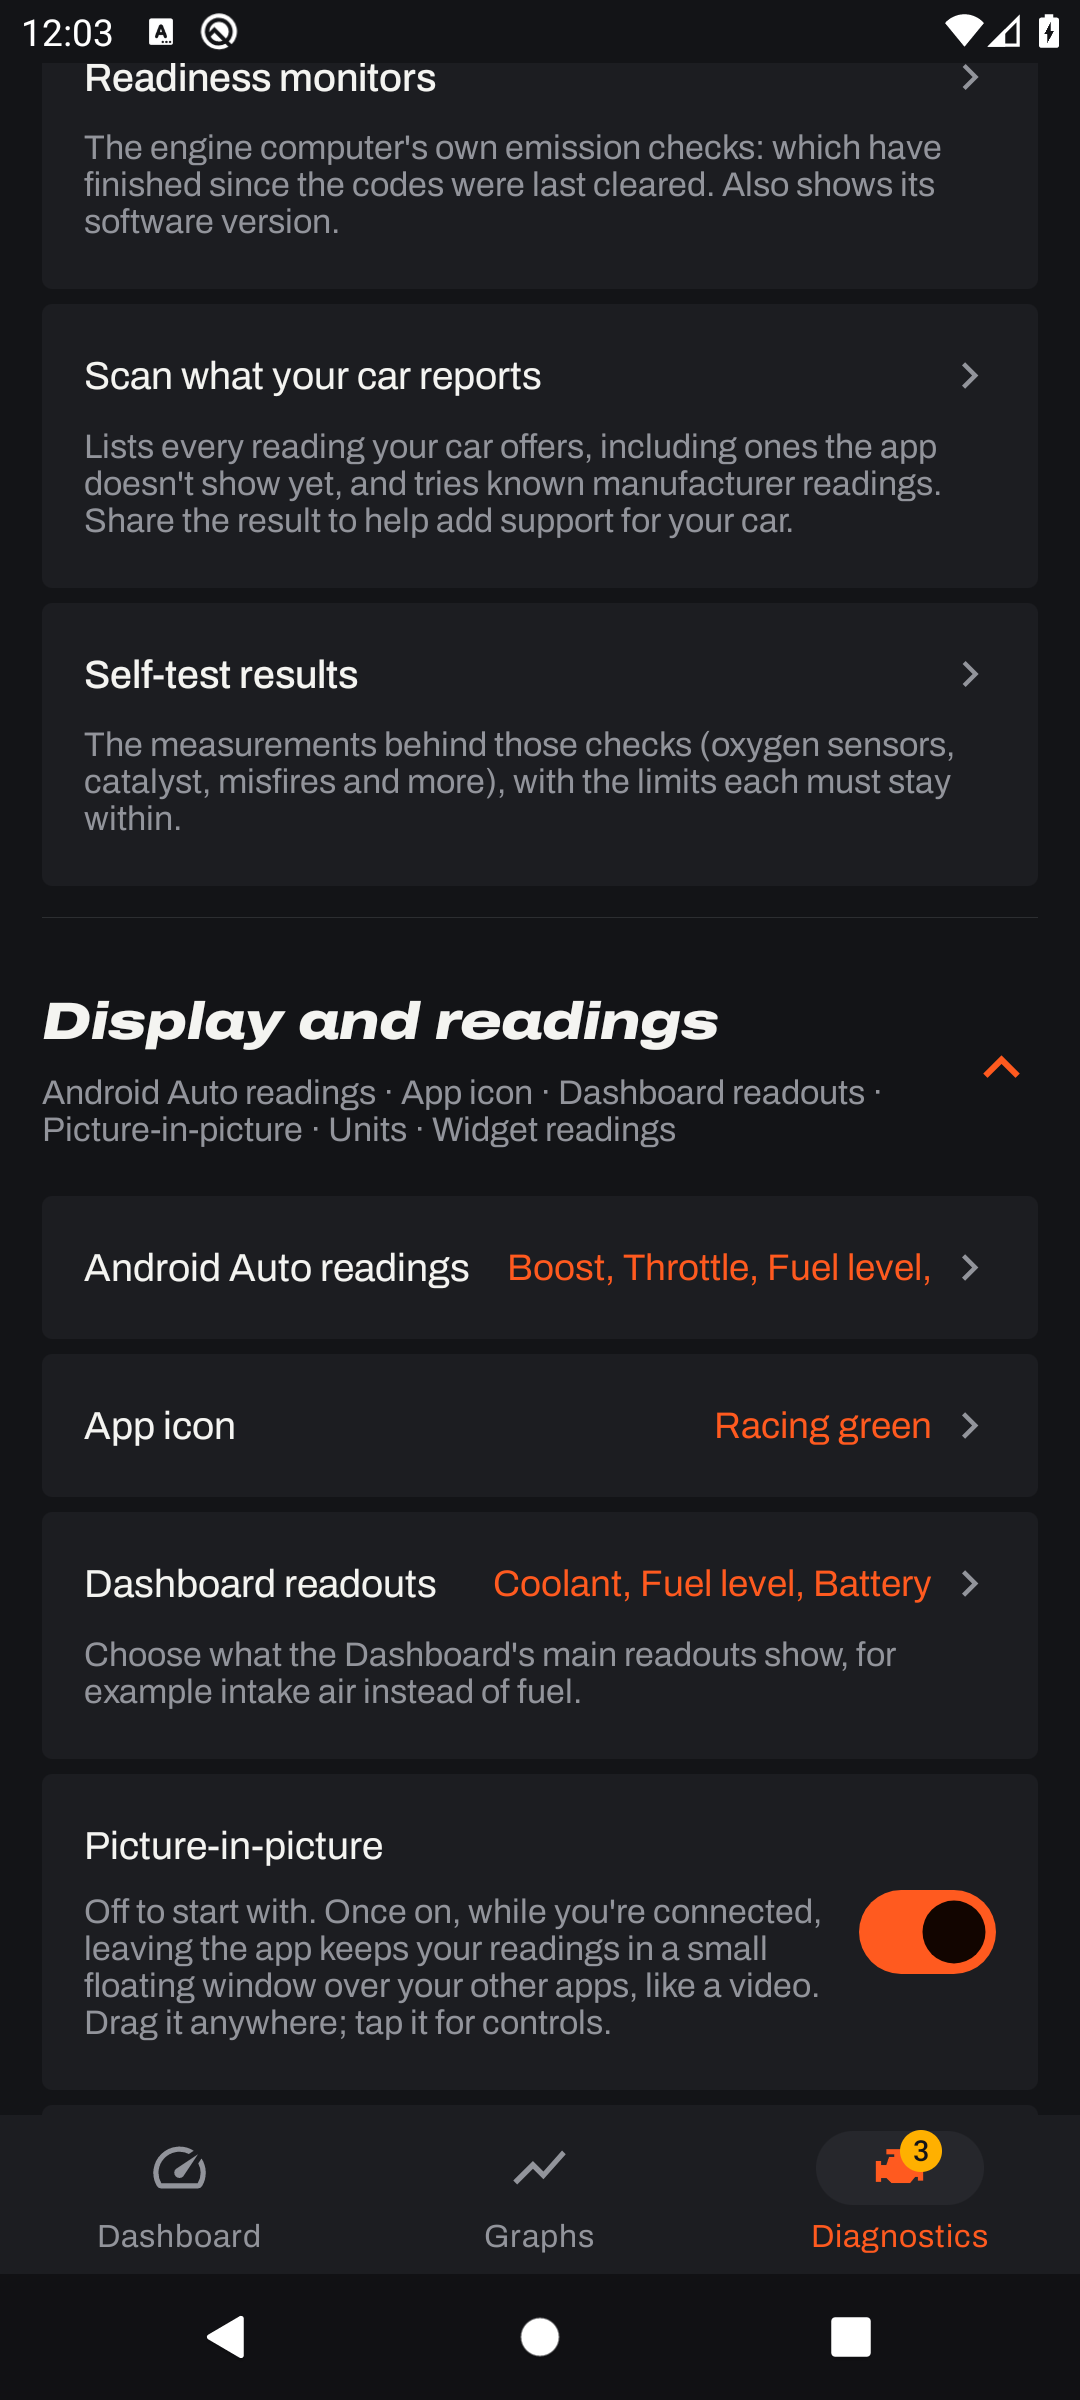 12:03
Readiness monitors
The engine computer's own emission checks: which have
finished since the codes were last cleared. Also shows its
software version.
Scan what your car reports
Lists every reading your car offers, including ones the app
doesn't show yet, and tries known manufacturer readings.
Share the result to help add support for your car.
Self-test results
The measurements behind those checks (oxygen sensors,
catalyst, misfires and more), with the limits each must stay
within.
Display and readings
Android Auto readings · App icon · Dashboard readouts ·
Picture-in-picture · Units · Widget readings
Android Auto readings Boost, Throttle, Fuel level,
App icon Racing green
Dashboard readouts Coolant, Fuel level, Battery
Choose what the Dashboard's main readouts show, for
example intake air instead of fuel.
Picture-in-picture
Off to start with. Once on, while you're connected,
leaving the app keeps your readings in a small
floating window over your other apps, like a video.
Drag it anywhere; tap it for controls.
3
Dashboard Graphs Diagnostics